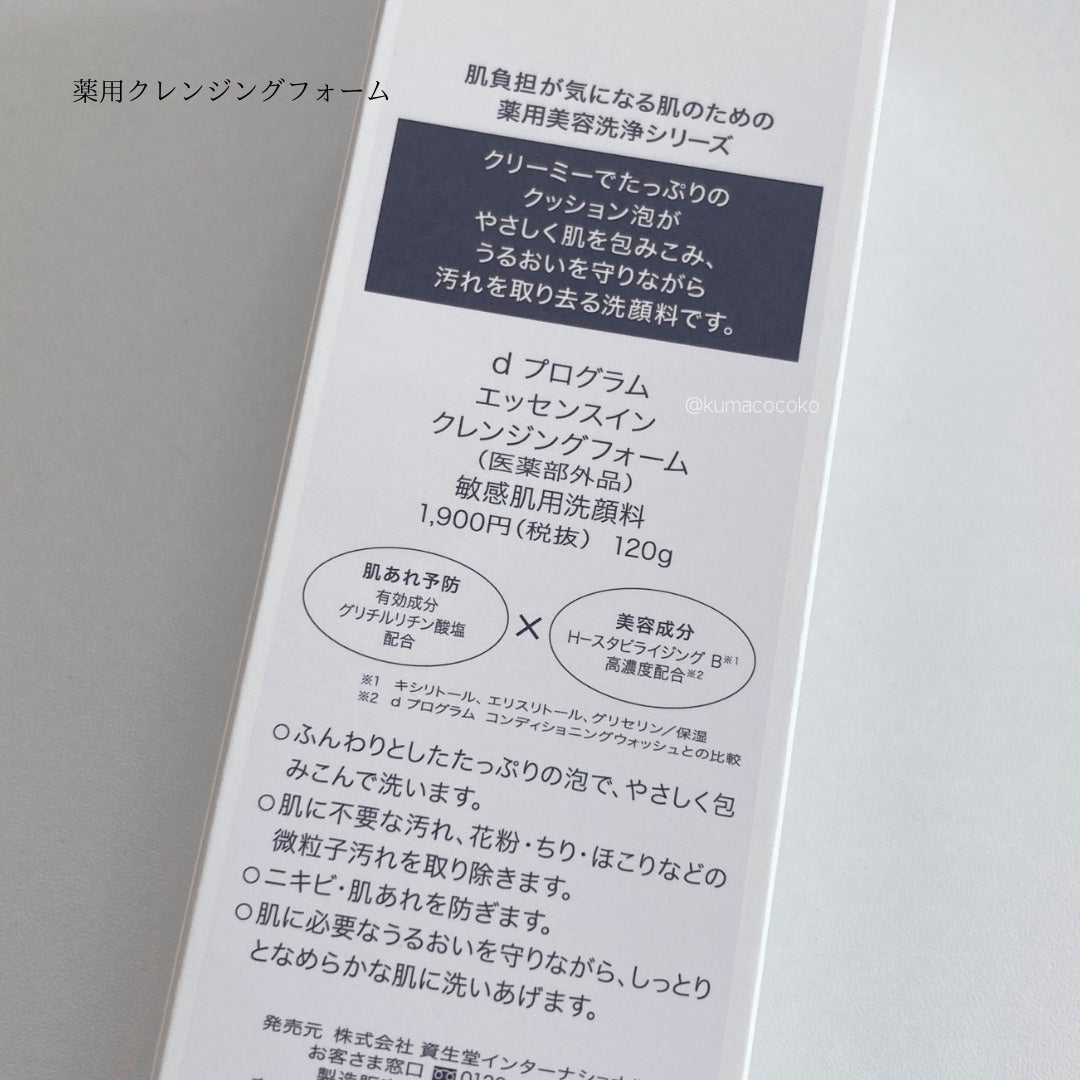 薬用クレンジングフォーム
肌負担が気になる肌のための
薬用美容洗浄シリーズ
クリーミーでたっぷりの
クッション泡が
やさしく肌を包みこみ、
うるおいを守りながら
汚れを取り去る洗顔料です。
d プログラム
エッセンスイン
@kumacocoko
クレンジングフォーム
(医薬部外品)
敏感肌用洗顔料
1,900円(税抜) 120g
肌あれ予防
有効成分
グリチルリチン酸塩
配合
×
美容成分
H-スタビライジング B※1
高濃度配合※2
※1 キシリトール、エリスリトール、グリセリン/保湿
※2 d プログラム コンディショニングウォッシュとの比較
○ふんわりとしたたっぷりの泡で、やさしく包
みこんで洗います。
○肌に不要な汚れ、花粉・ちり・ほこりなどの
微粒子汚れを取り除きます。
○ニキビ・肌あれを防ぎます。
○肌に必要なうるおいを守りながら、しっとり
となめらかな肌に洗いあげます。
発売元 株式会社 資生堂インターナショナル
お客さま窓口 0120
製造販売